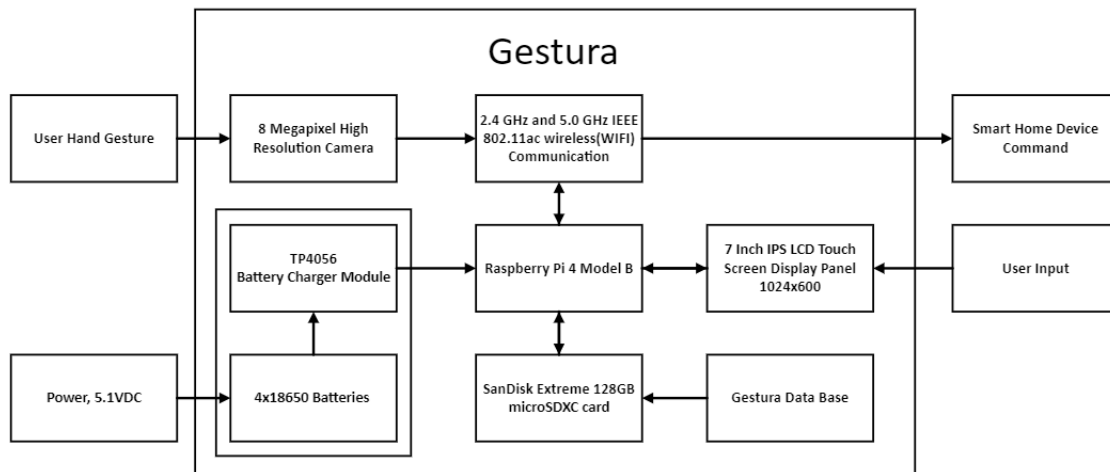 Gestura
User Hand Gesture
8 Megapixel High
Resolution Camera
2.4 GHz and 5.0 GHz IEEE
802.11ac wireless(WIFI)
Communication
Smart Home Device
Command
TP4056
Battery Charger Module
Raspberry Pi 4 Model B
7 Inch IPS LCD Touch
Screen Display Panel
1024x600
User Input
Power, 5.1VDC
4x18650 Batteries
SanDisk Extreme 128GB
microSDXC card
Gestura Data Base